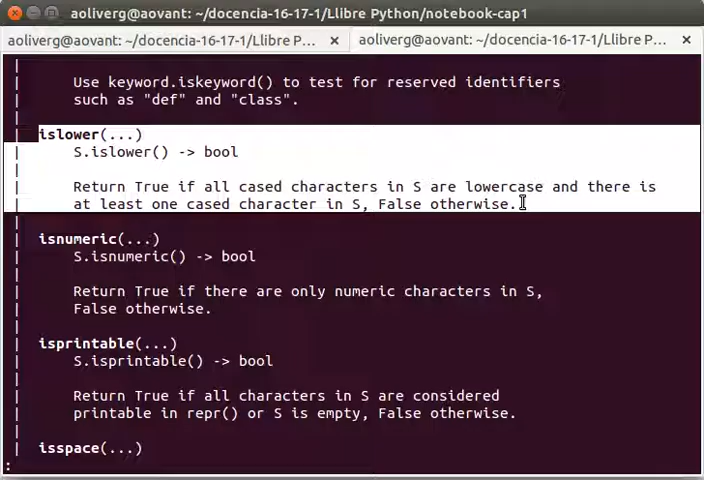 aoliverg@aovant: ~/docencia-16-17-1/Llibre Python/notebook-cap1
aoliverg@aovant: ~/docencia-16-17-1/Llibre P... × aoliverg@aovant: ~/docencia-16-17-1/Llibre P... ×
|
| Use keyword.iskeyword() to test for reserved identifiers
| such as "def" and "class".
|
| islower(...)
| S.islower() -> bool
|
| Return True if all cased characters in S are lowercase and there is
| at least one cased character in S, False otherwise.
|
| isnumeric(...)
| S.isnumeric() -> bool
|
| Return True if there are only numeric characters in S,
| False otherwise.
|
| isprintable(...)
| S.isprintable() -> bool
|
| Return True if all characters in S are considered
| printable in repr() or S is empty, False otherwise.
|
| isspace(...)
: